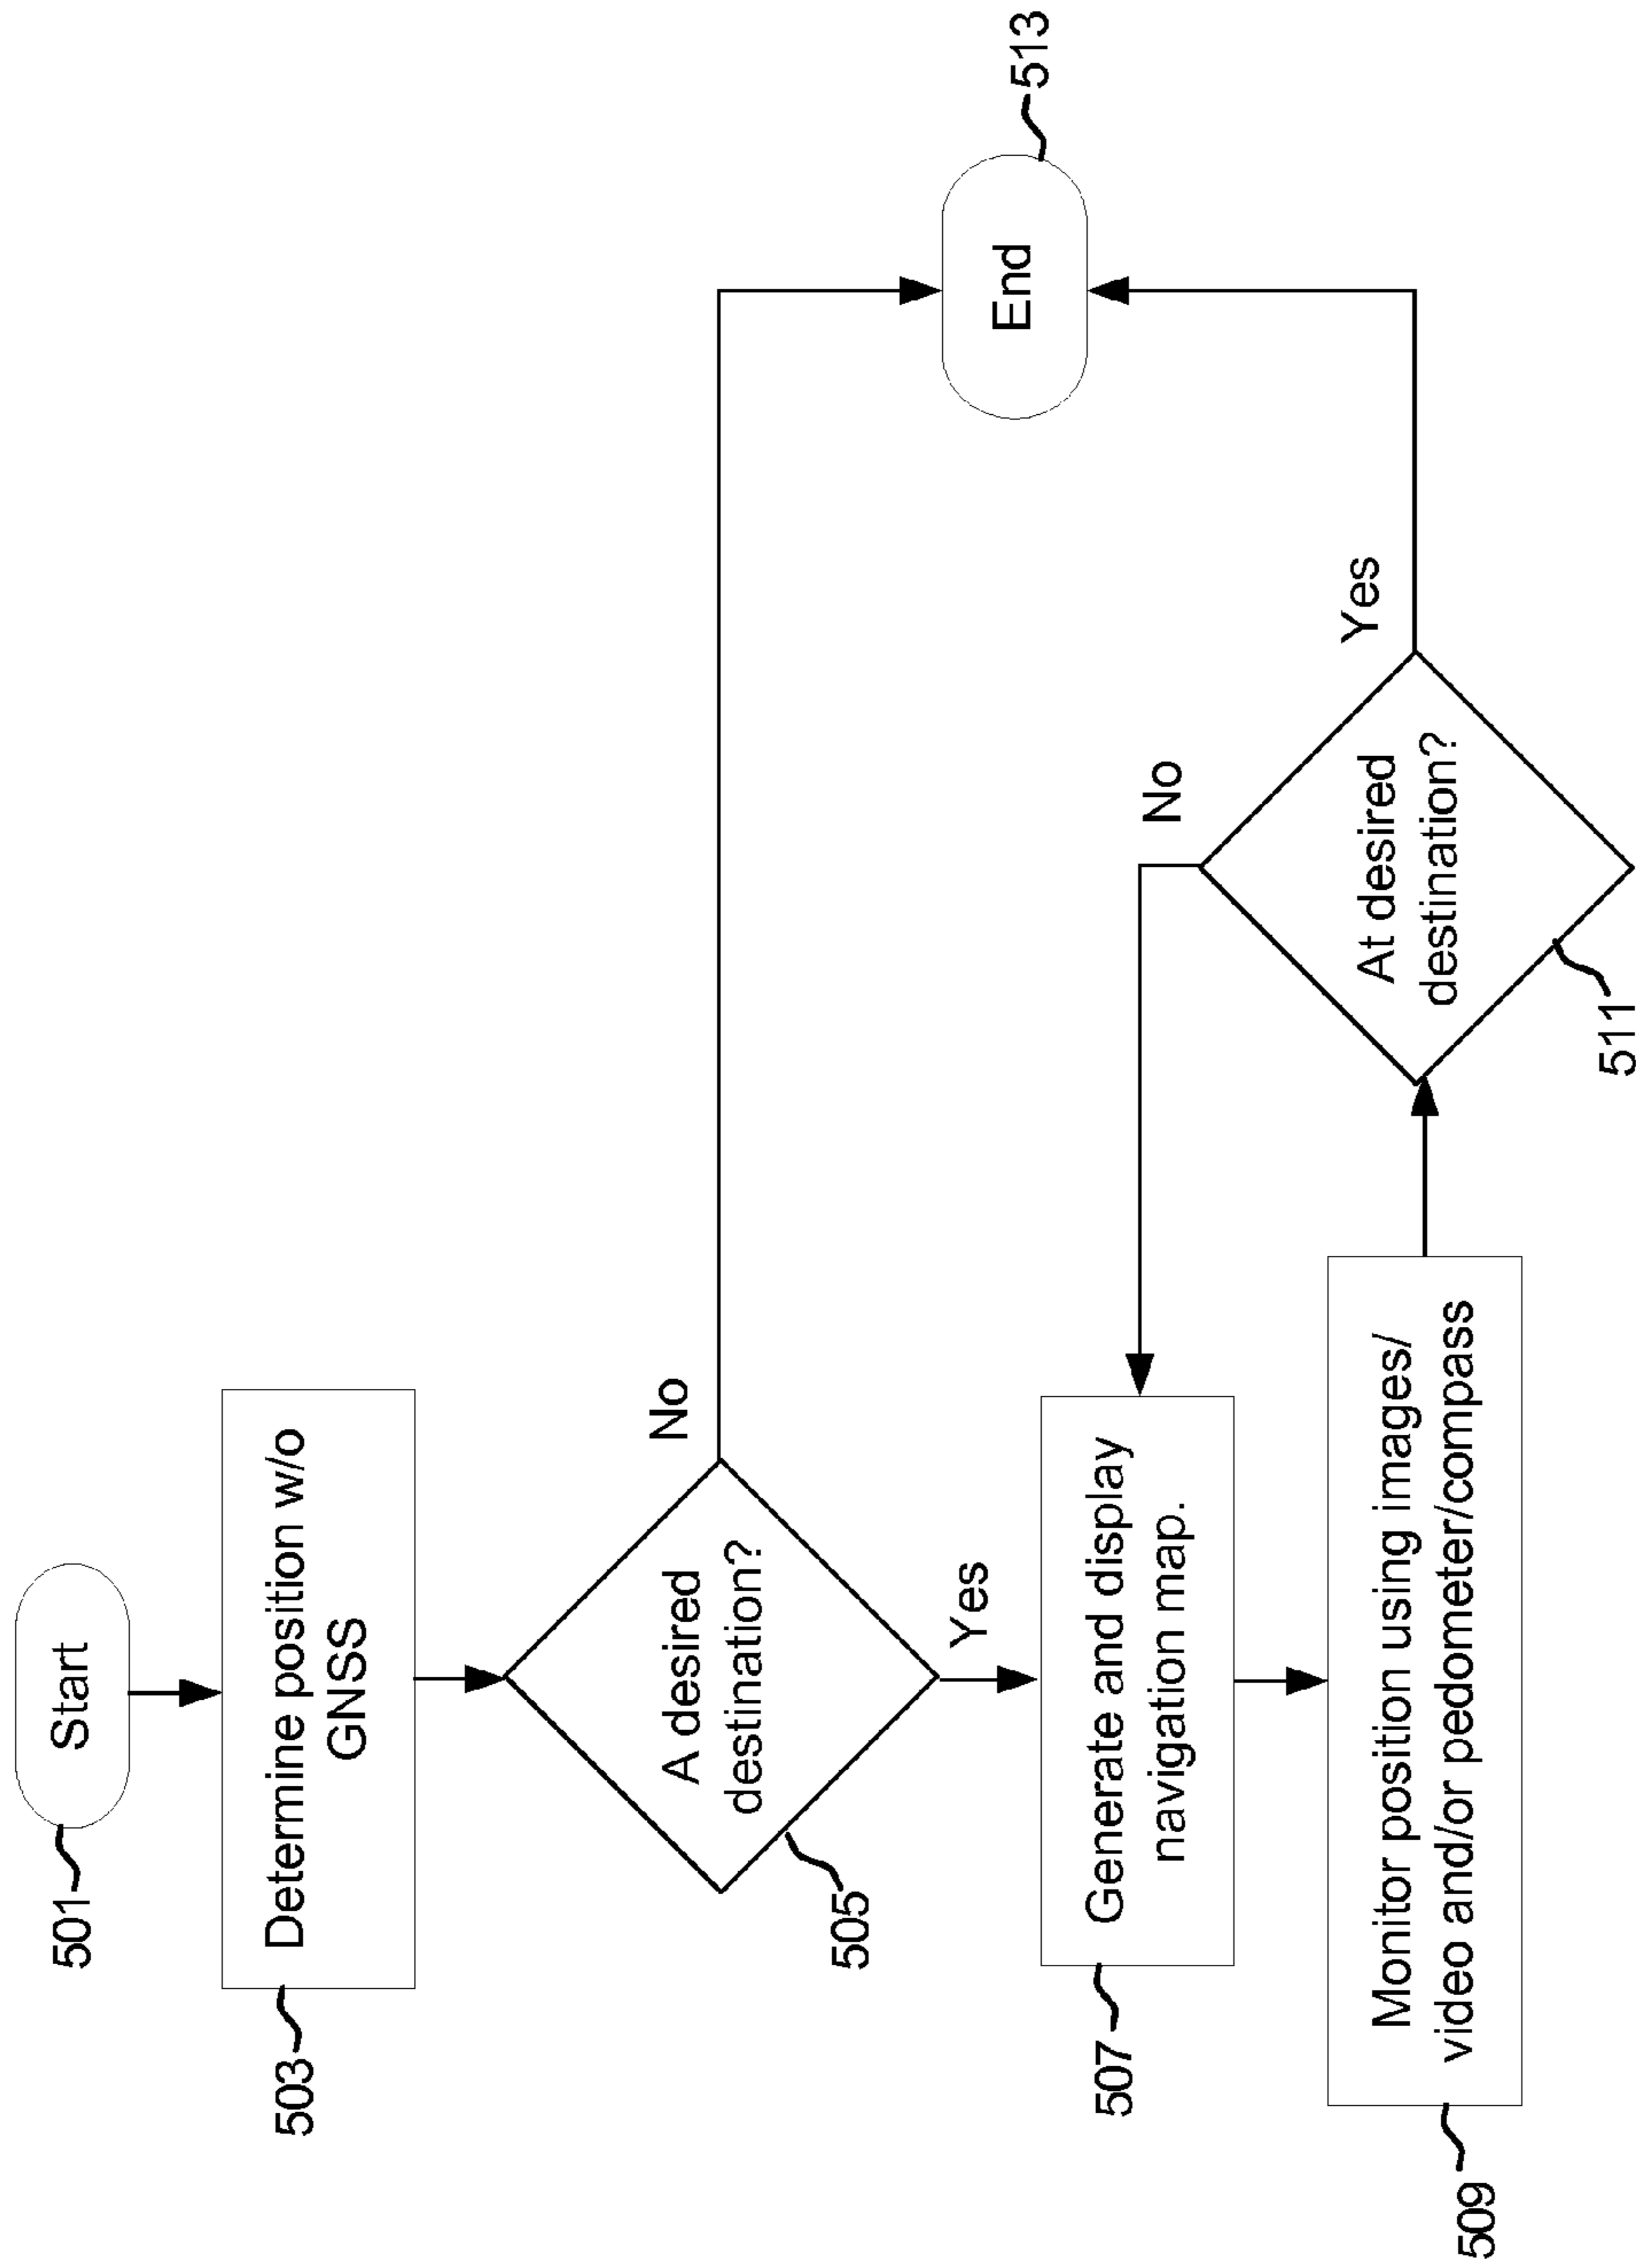 501
Start
503
Determine position w/o
GNSS
505
A desired
destination?
No
Yes
507
Generate and display
navigation map.
509
Monitor position using images/
video and/or pedometer/compass
511
At desired
destination?
No
Yes
End
513